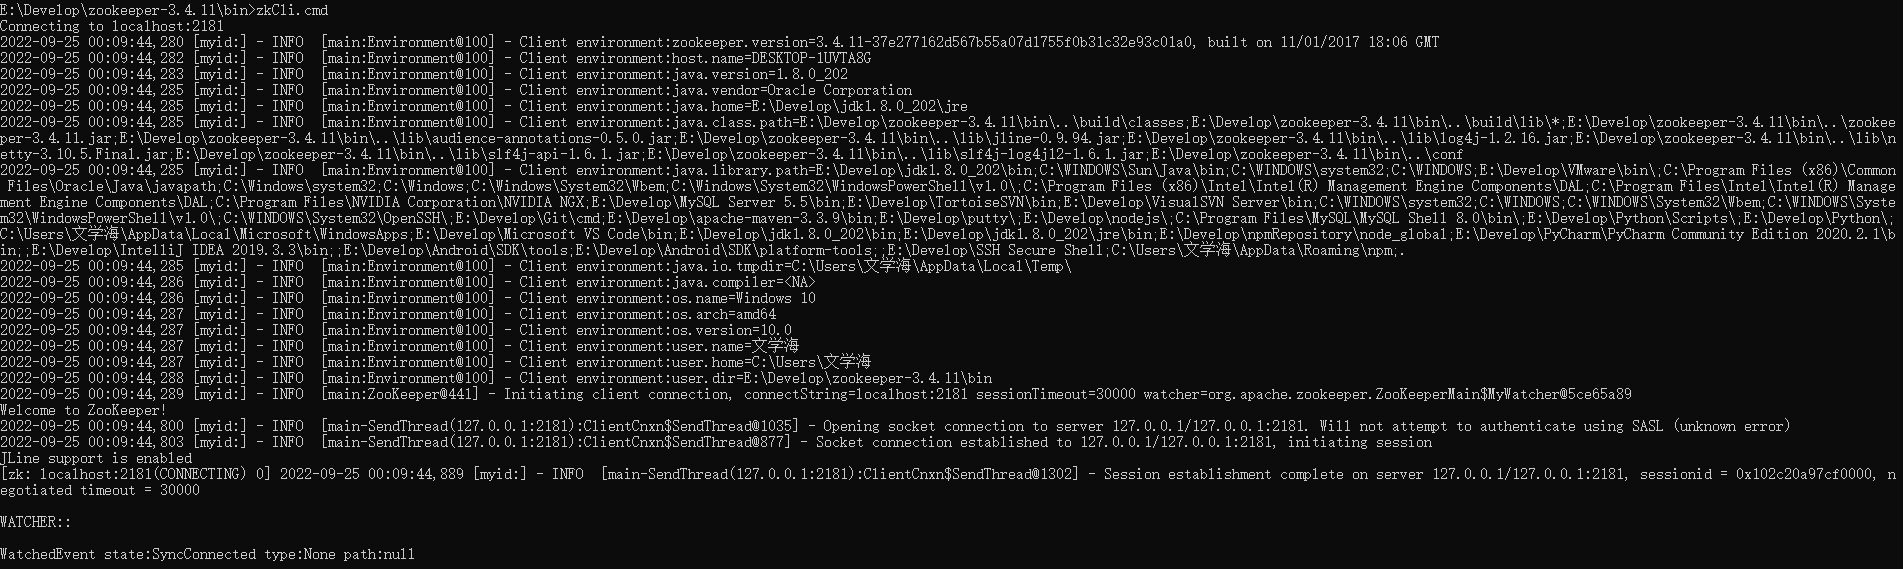 E:\Develop\zookeeper-3.4.11\bin>zkCli.cmd
Connecting to localhost:2181
2022-09-25 00:09:44,280 [myid:] - INFO  [main:Environment@100] - Client environment:zookeeper.version=3.4.11-37e277162d567b55a07d1755f0b31c32e93c01a0, built on 11/01/2017 18:06 GMT
2022-09-25 00:09:44,282 [myid:] - INFO  [main:Environment@100] - Client environment:host.name=DESKTOP-1UVTA8G
2022-09-25 00:09:44,283 [myid:] - INFO  [main:Environment@100] - Client environment:java.version=1.8.0_202
2022-09-25 00:09:44,285 [myid:] - INFO  [main:Environment@100] - Client environment:java.vendor=Oracle Corporation
2022-09-25 00:09:44,285 [myid:] - INFO  [main:Environment@100] - Client environment:java.home=E:\Develop\jdk1.8.0_202\jre
2022-09-25 00:09:44,285 [myid:] - INFO  [main:Environment@100] - Client environment:java.class.path=E:\Develop\zookeeper-3.4.11\bin\..\build\classes;E:\Develop\zookeeper-3.4.11\bin\..\build\lib\*;E:\Develop\zookeeper-3.4.11\bin\..\zookee
per-3.4.11.jar;E:\Develop\zookeeper-3.4.11\bin\..\lib\audience-annotations-0.5.0.jar;E:\Develop\zookeeper-3.4.11\bin\..\lib\jline-0.9.94.jar;E:\Develop\zookeeper-3.4.11\bin\..\lib\log4j-1.2.16.jar;E:\Develop\zookeeper-3.4.11\bin\..\lib\n
etty-3.10.5.Final.jar;E:\Develop\zookeeper-3.4.11\bin\..\lib\slf4j-api-1.6.1.jar;E:\Develop\zookeeper-3.4.11\bin\..\lib\slf4j-log4j12-1.6.1.jar;E:\Develop\zookeeper-3.4.11\bin\..\conf
2022-09-25 00:09:44,285 [myid:] - INFO  [main:Environment@100] - Client environment:java.library.path=E:\Develop\jdk1.8.0_202\bin;C:\WINDOWS\Sun\Java\bin;C:\WINDOWS\system32;C:\WINDOWS;E:\Develop\VMware\bin\;C:\Program Files (x86)\Common
 Files\Oracle\Java\javapath;C:\Windows\system32;C:\Windows;C:\Windows\System32\Wbem;C:\Windows\System32\WindowsPowerShell\v1.0\;C:\Program Files (x86)\Intel\Intel(R) Management Engine Components\DAL;C:\Program Files\Intel\Intel(R) Manage
ment Engine Components\DAL;C:\Program Files\NVIDIA Corporation\NVIDIA NGX;E:\Develop\MySQL Server 5.5\bin;E:\Develop\TortoiseSVN\bin;E:\Develop\VisualSVN Server\bin;C:\WINDOWS\system32;C:\WINDOWS;C:\WINDOWS\System32\Wbem;C:\WINDOWS\Syste
m32\WindowsPowerShell\v1.0\;C:\WINDOWS\System32\OpenSSH\;E:\Develop\Git\cmd;E:\Develop\apache-maven-3.3.9\bin;E:\Develop\putty\;E:\Develop\nodejs\;C:\Program Files\MySQL\MySQL Shell 8.0\bin\;E:\Develop\Python\Scripts\;E:\Develop\Python\;
C:\Users\文学海\AppData\Local\Microsoft\WindowsApps;E:\Develop\Microsoft VS Code\bin;E:\Develop\jdk1.8.0_202\bin;E:\Develop\jdk1.8.0_202\jre\bin;E:\Develop\npmRepository\node_global;E:\Develop\PyCharm\PyCharm Community Edition 2020.2.1\b
in;;E:\Develop\IntelliJ IDEA 2019.3.3\bin;;E:\Develop\Android\SDK\tools;E:\Develop\Android\SDK\platform-tools;;E:\Develop\SSH Secure Shell;C:\Users\文学海\AppData\Roaming\npm;.
2022-09-25 00:09:44,285 [myid:] - INFO  [main:Environment@100] - Client environment:java.io.tmpdir=C:\Users\文学海\AppData\Local\Temp\
2022-09-25 00:09:44,286 [myid:] - INFO  [main:Environment@100] - Client environment:java.compiler=<NA>
2022-09-25 00:09:44,286 [myid:] - INFO  [main:Environment@100] - Client environment:os.name=Windows 10
2022-09-25 00:09:44,287 [myid:] - INFO  [main:Environment@100] - Client environment:os.arch=amd64
2022-09-25 00:09:44,287 [myid:] - INFO  [main:Environment@100] - Client environment:os.version=10.0
2022-09-25 00:09:44,287 [myid:] - INFO  [main:Environment@100] - Client environment:user.name=文学海
2022-09-25 00:09:44,287 [myid:] - INFO  [main:Environment@100] - Client environment:user.home=C:\Users\文学海
2022-09-25 00:09:44,288 [myid:] - INFO  [main:Environment@100] - Client environment:user.dir=E:\Develop\zookeeper-3.4.11\bin
2022-09-25 00:09:44,289 [myid:] - INFO  [main:ZooKeeper@441] - Initiating client connection, connectString=localhost:2181 sessionTimeout=30000 watcher=org.apache.zookeeper.ZooKeeperMain$MyWatcher@5ce65a89
Welcome to ZooKeeper!
2022-09-25 00:09:44,800 [myid:] - INFO  [main-SendThread(127.0.0.1:2181):ClientCnxn$SendThread@1035] - Opening socket connection to server 127.0.0.1/127.0.0.1:2181. Will not attempt to authenticate using SASL (unknown error)
2022-09-25 00:09:44,803 [myid:] - INFO  [main-SendThread(127.0.0.1:2181):ClientCnxn$SendThread@877] - Socket connection established to 127.0.0.1/127.0.0.1:2181, initiating session
JLine support is enabled
[zk: localhost:2181(CONNECTING) 0] 2022-09-25 00:09:44,889 [myid:] - INFO  [main-SendThread(127.0.0.1:2181):ClientCnxn$SendThread@1302] - Session establishment complete on server 127.0.0.1/127.0.0.1:2181, sessionid = 0x102c20a97cf0000, n
egotiated timeout = 30000
WATCHER::
WatchedEvent state:SyncConnected type:None path:null